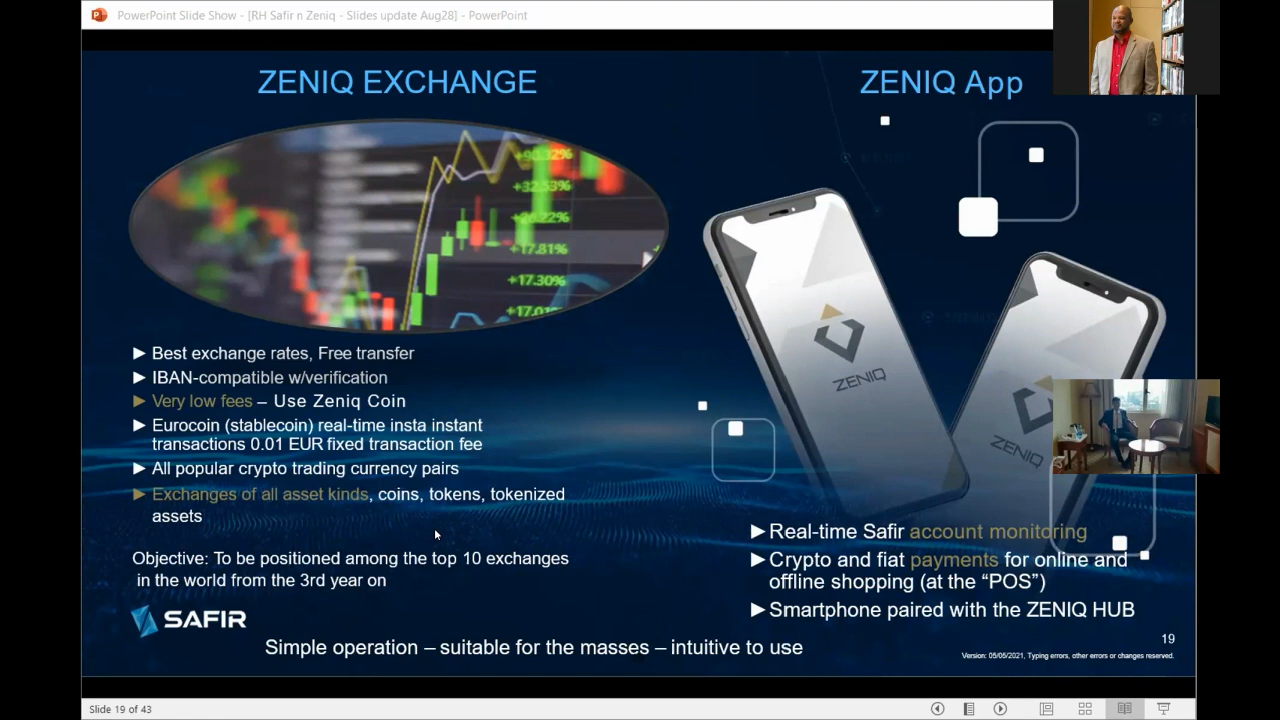 PowerPoint Slide Show - [RH Safir n Zeniq - Slides update Aug28] - PowerPoint
ZENIQ EXCHANGE
ZENIQ App
+90.32%
+32.53%
+17.81%
+17.30%
ZENIQ
ZENIQ
► Best exchange rates, Free transfer
► IBAN-compatible w/verification
► Very low fees – Use Zeniq Coin
► Eurocoin (stablecoin) real-time insta instant
transactions 0.01 EUR fixed transaction fee
► All popular crypto trading currency pairs
► Exchanges of all asset kinds, coins, tokens, tokenized
assets
Objective: To be positioned among the top 10 exchanges
in the world from the 3rd year on
► Real-time Safir account monitoring
► Crypto and fiat payments for online and
offline shopping (at the “POS”)
► Smartphone paired with the ZENIQ HUB
SAFIR
Simple operation – suitable for the masses – intuitive to use
19
Version: 05/05/2021, Typing errors, other errors or changes reserved.
Slide 19 of 43